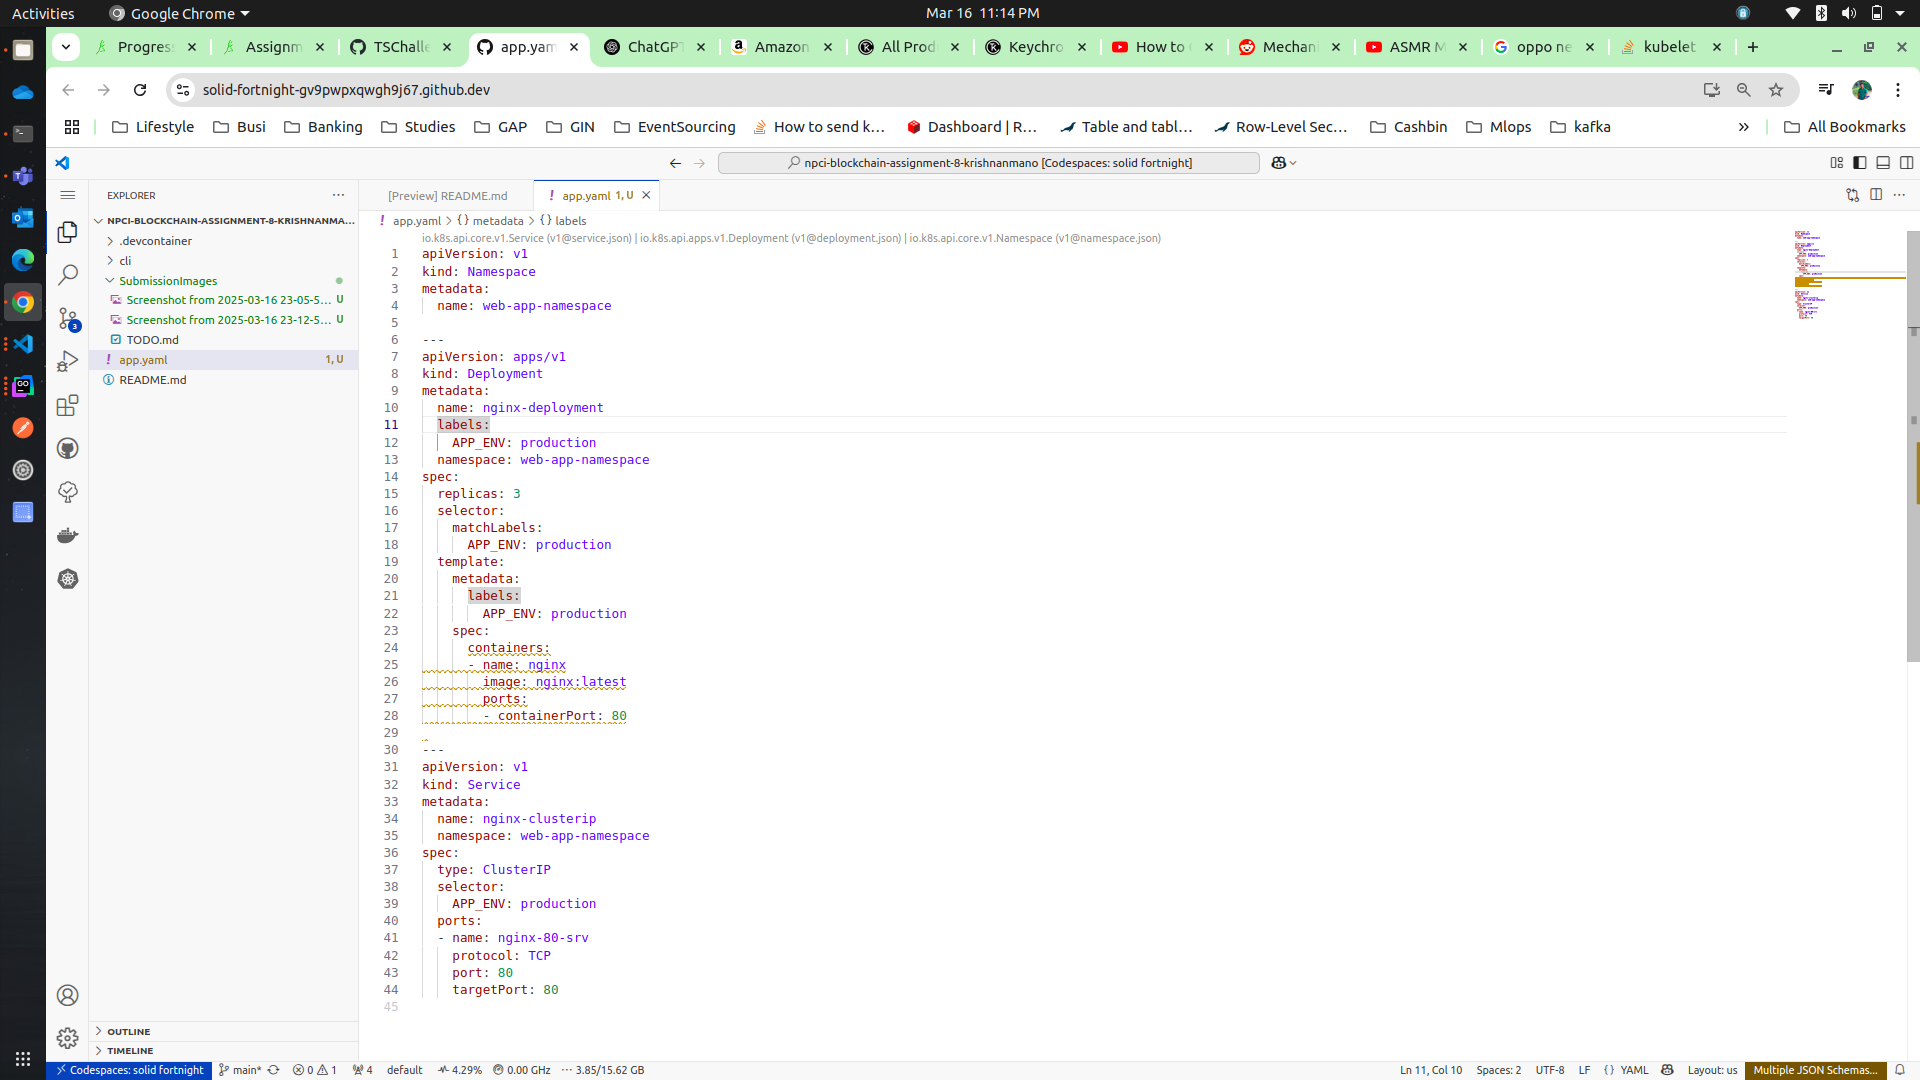 Activities
Google Chrome
Mar 16 11:14 PM
Progres
Assignm
TSChalle
app.yam
ChatGPT
Amazon
All Prod
Keychro
How to
Mechani
ASMR M
oppo ne
kubelet
solid-fortnight-gv9pwpxqwgh9j67.github.dev
Lifestyle
Busi
Banking
Studies
GAP
GIN
EventSourcing
How to send k...
Dashboard | R...
Table and tabl...
Row-Level Sec...
Cashbin
Mlops
kafka
All Bookmarks
npci-blockchain-assignment-8-krishnanmano [Codespaces: solid fortnight]
EXPLORER
NPCI-BLOCKCHAIN-ASSIGNMENT-8-KRISHNANMA...
.devcontainer
cli
SubmissionImages
Screenshot from 2025-03-16 23-05-5... U
Screenshot from 2025-03-16 23-12-5... U
TODO.md
app.yaml 1, U
README.md
3
OUTLINE
TIMELINE
[Preview] README.md
app.yaml 1, U
app.yaml > {} metadata > {} labels
io.k8s.api.core.v1.Service (v1@service.json) | io.k8s.api.apps.v1.Deployment (v1@deployment.json) | io.k8s.api.core.v1.Namespace (v1@namespace.json)
1 apiVersion: v1
2 kind: Namespace
3 metadata:
4 name: web-app-namespace
5
6 ---
7 apiVersion: apps/v1
8 kind: Deployment
9 metadata:
10 name: nginx-deployment
11 labels:
12 APP_ENV: production
13 namespace: web-app-namespace
14 spec:
15 replicas: 3
16 selector:
17 matchLabels:
18 APP_ENV: production
19 template:
20 metadata:
21 labels:
22 APP_ENV: production
23 spec:
24 containers:
25 - name: nginx
26 image: nginx:latest
27 ports:
28 - containerPort: 80
29
30 ---
31 apiVersion: v1
32 kind: Service
33 metadata:
34 name: nginx-clusterip
35 namespace: web-app-namespace
36 spec:
37 type: ClusterIP
38 selector:
39 APP_ENV: production
40 ports:
41 - name: nginx-80-srv
42 protocol: TCP
43 port: 80
44 targetPort: 80
45
Codespaces: solid fortnight
main*
0
1
4
default
4.29%
0.00 GHz
3.85/15.62 GB
Ln 11, Col 10
Spaces: 2
UTF-8
LF
{} YAML
Layout: us
Multiple JSON Schemas...